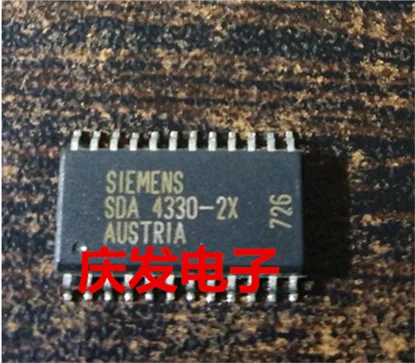 SIEMENS
SDA 4330-2X
AUSTRIA
726
庆发电子